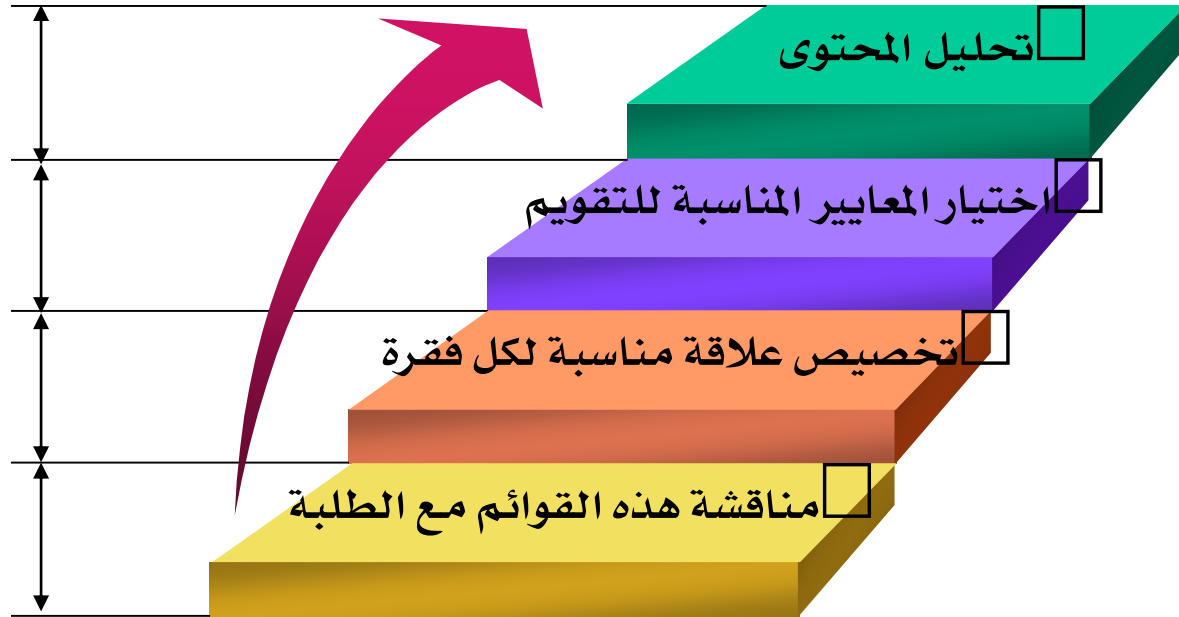 تحليل المحتوى
اختيار المعايير المناسبة للتقويم
تخصيص علاقة مناسبة لكل فقرة
مناقشة هذه القوائم مع الطلبة